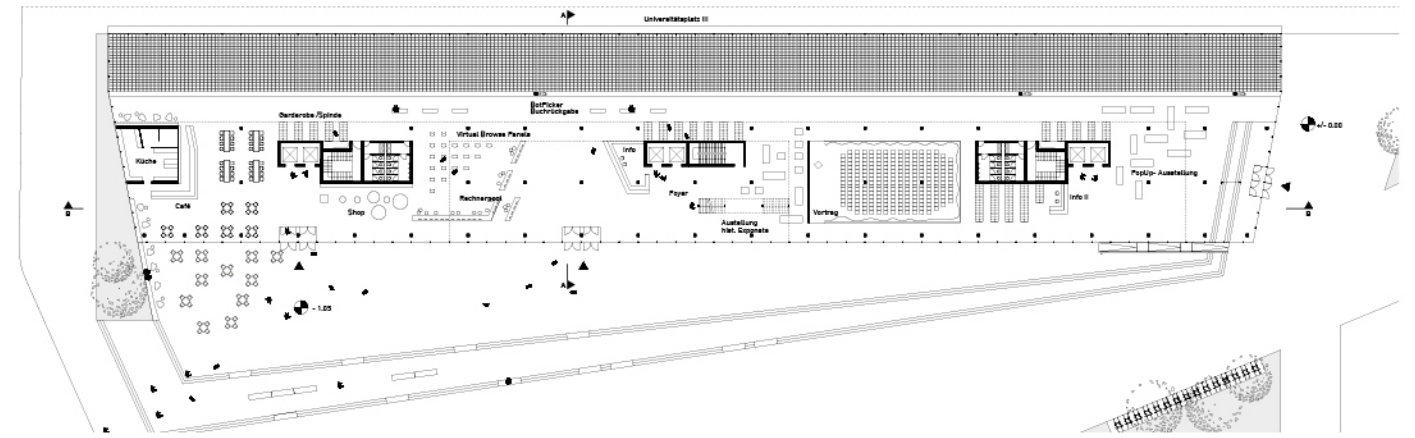 A
Universitätsplatz III
BotPicker
Buchrückgabe
Garderobe /Spinde
Virtual Browse Panels
+/- 0.00
Küche
Info
PopUp- Ausstellung
Foyer
Rechnerpool
Info II
Café
Shop
Vortrag
B
B
Austellung
hist. Exponate
A
- 1.05